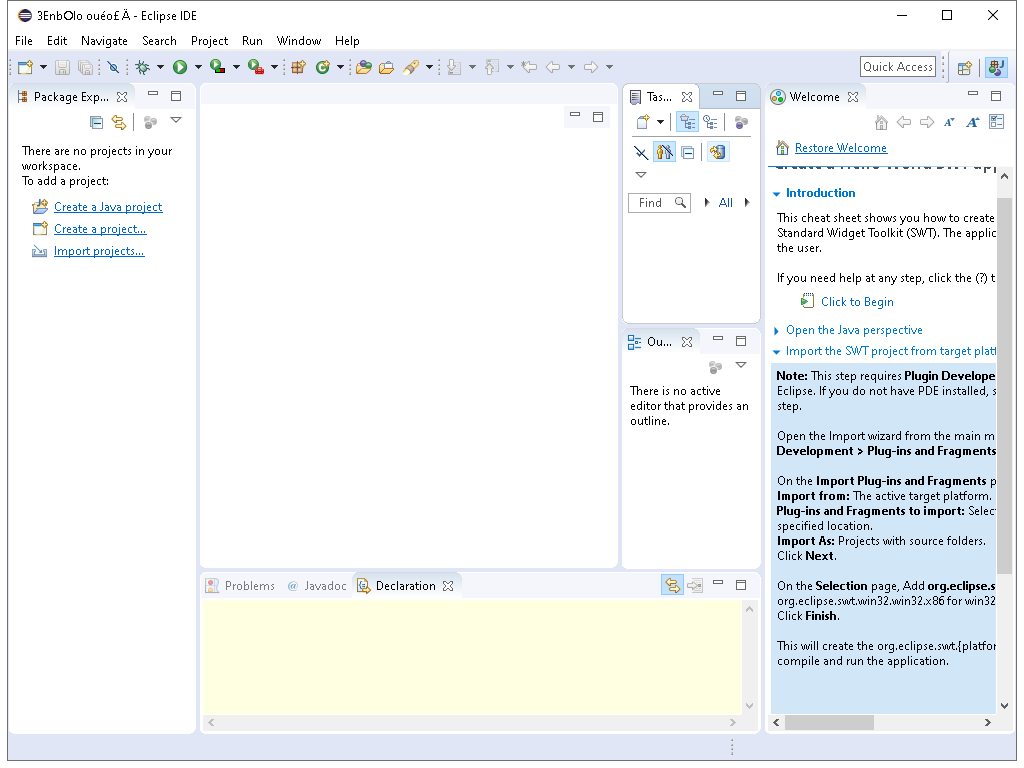 3EnbOlo ouéo£Ä - Eclipse IDE
File Edit Navigate Search Project Run Window Help
Quick Access
Package Exp...
There are no projects in your
workspace.
To add a project:
Create a Java project
Create a project...
Import projects...
Tas...
Find
All
Ou...
There is no active
editor that provides an
outline.
Problems @ Javadoc Declaration
Welcome
Restore Welcome
Create a Hello World SWT app
Introduction
This cheat sheet shows you how to create
Standard Widget Toolkit (SWT). The applic
the user.
If you need help at any step, click the (?) t
Click to Begin
Open the Java perspective
Import the SWT project from target platf
Note: This step requires Plugin Develope
Eclipse. If you do not have PDE installed, s
step.
Open the Import wizard from the main m
Development > Plug-ins and Fragments
On the Import Plug-ins and Fragments p
Import from: The active target platform.
Plug-ins and Fragments to import: Selec
specified location.
Import As: Projects with source folders.
Click Next.
On the Selection page, Add org.eclipse.s
org.eclipse.swt.win32.win32.x86 for win32
Click Finish.
This will create the org.eclipse.swt.{platfor
compile and run the application.